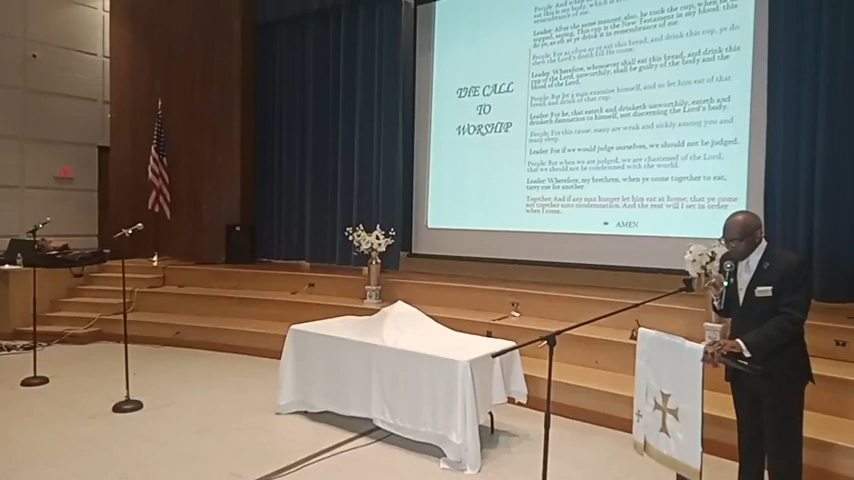 THE CALL
TO
WORSHIP
sist this is my body, which is
remembrance of me.
Leader: After the same manner, also, he took the cup, when he had
supped, saying, This cup is the New Testament in my blood: this
do ye, as oft as ye drink it in remembrance of me.
People: For as often as ye eat this bread, and drink this cup, ye do
shew the Lord's death till He come.
Leader: Wherefore, whosoever shall eat this bread and drink this
cup of the Lord, unworthily, shall be guilty of the body and the
blood of the Lord.
People: But let a man examine himself, and so let him eat of that
bread, and drink of that cup.
Leader: For he, that eateth and drinketh unworthily, eateth and
drinketh damnation to himself, not discerning the Lord's body.
People: For this cause, many are weak and sickly among you and
many sleep.
Leader: For if we would judge ourselves, we should not be judged.
People: But when we are judged, we are chastened of the Lord,
that we should not be condemned with the world.
Leader: Wherefore, my brethren, when ye come together to eat,
tarry one for another.
Together: And if any man hunger let him eat at home; that ye come
not together unto condemnation. And the rest will I set in order,
when I come.
AMEN